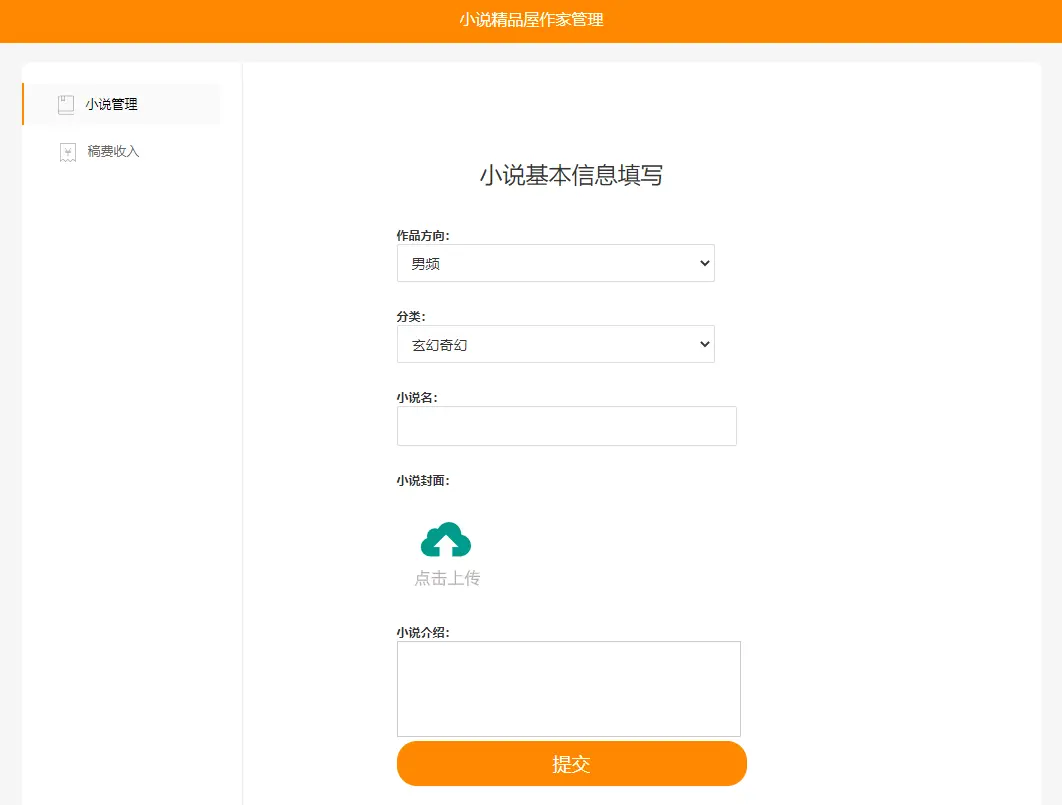 小说精品屋作家管理
小说管理
稿费收入
小说基本信息填写
作品方向：
男频
分类：
玄幻奇幻
小说名：
小说封面：
点击上传
小说介绍：
提交